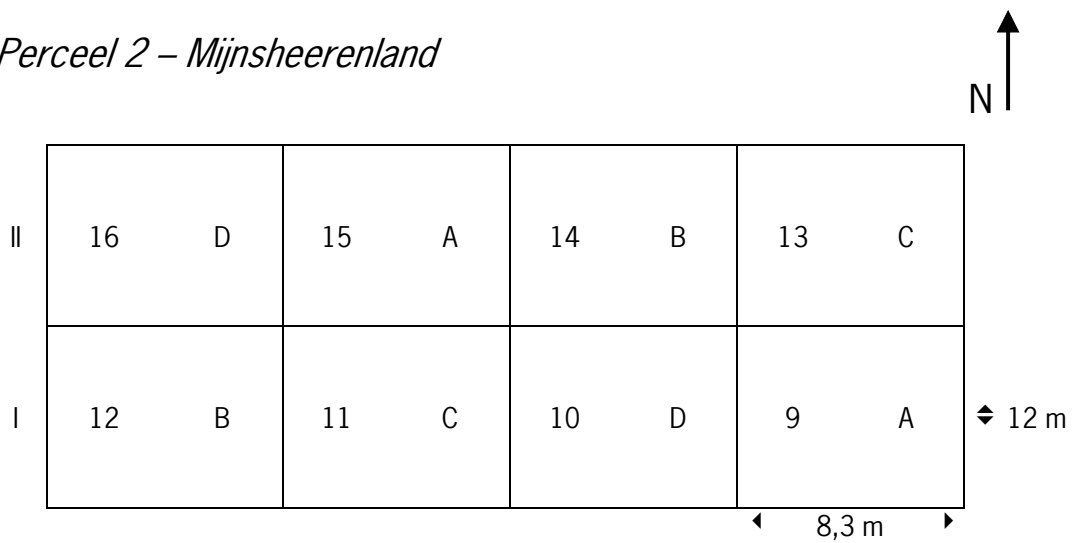 Perceel 2 – Mijnsheerenland
N
II 16 D 15 A 14 B 13 C
I 12 B 11 C 10 D 9 A 12 m
8,3 m